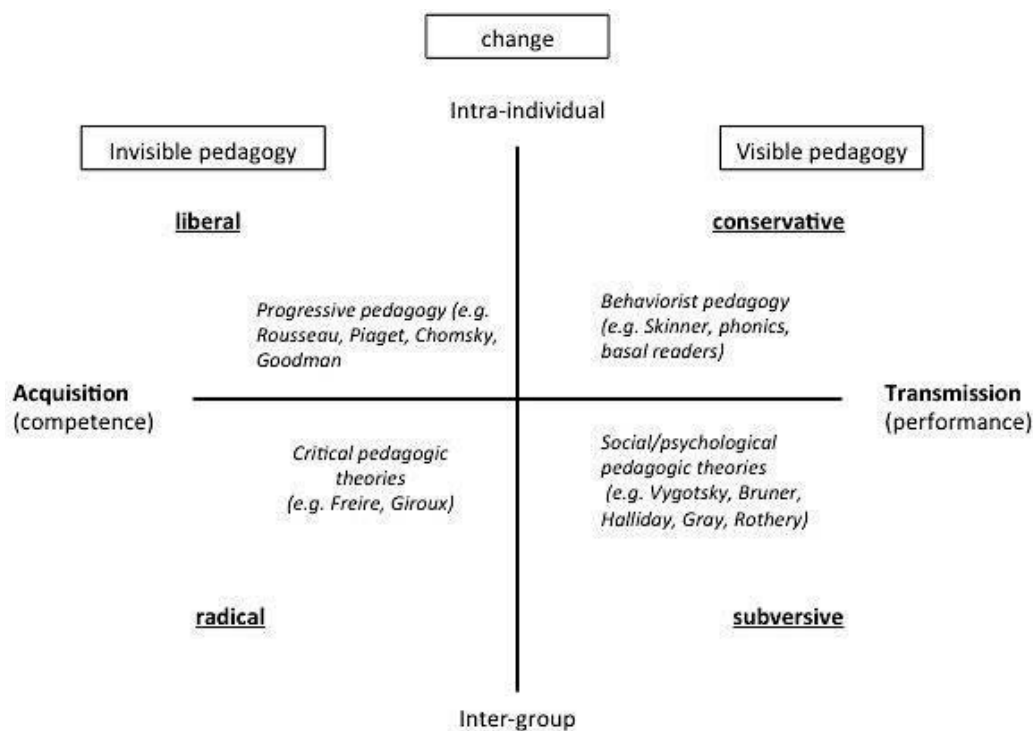 change
Intra-individual
Invisible pedagogy
Visible pedagogy
liberal
conservative
Progressive pedagogy (e.g.
Rousseau, Piaget, Chomsky,
Goodman
Behaviorist pedagogy
(e.g. Skinner, phonics,
basal readers)
Acquisition
(competence)
Transmission
(performance)
Critical pedagogic
theories
(e.g. Freire, Giroux)
Social/psychological
pedagogic theories
(e.g. Vygotsky, Bruner,
Halliday, Gray, Rothery)
radical
subversive
Inter-group